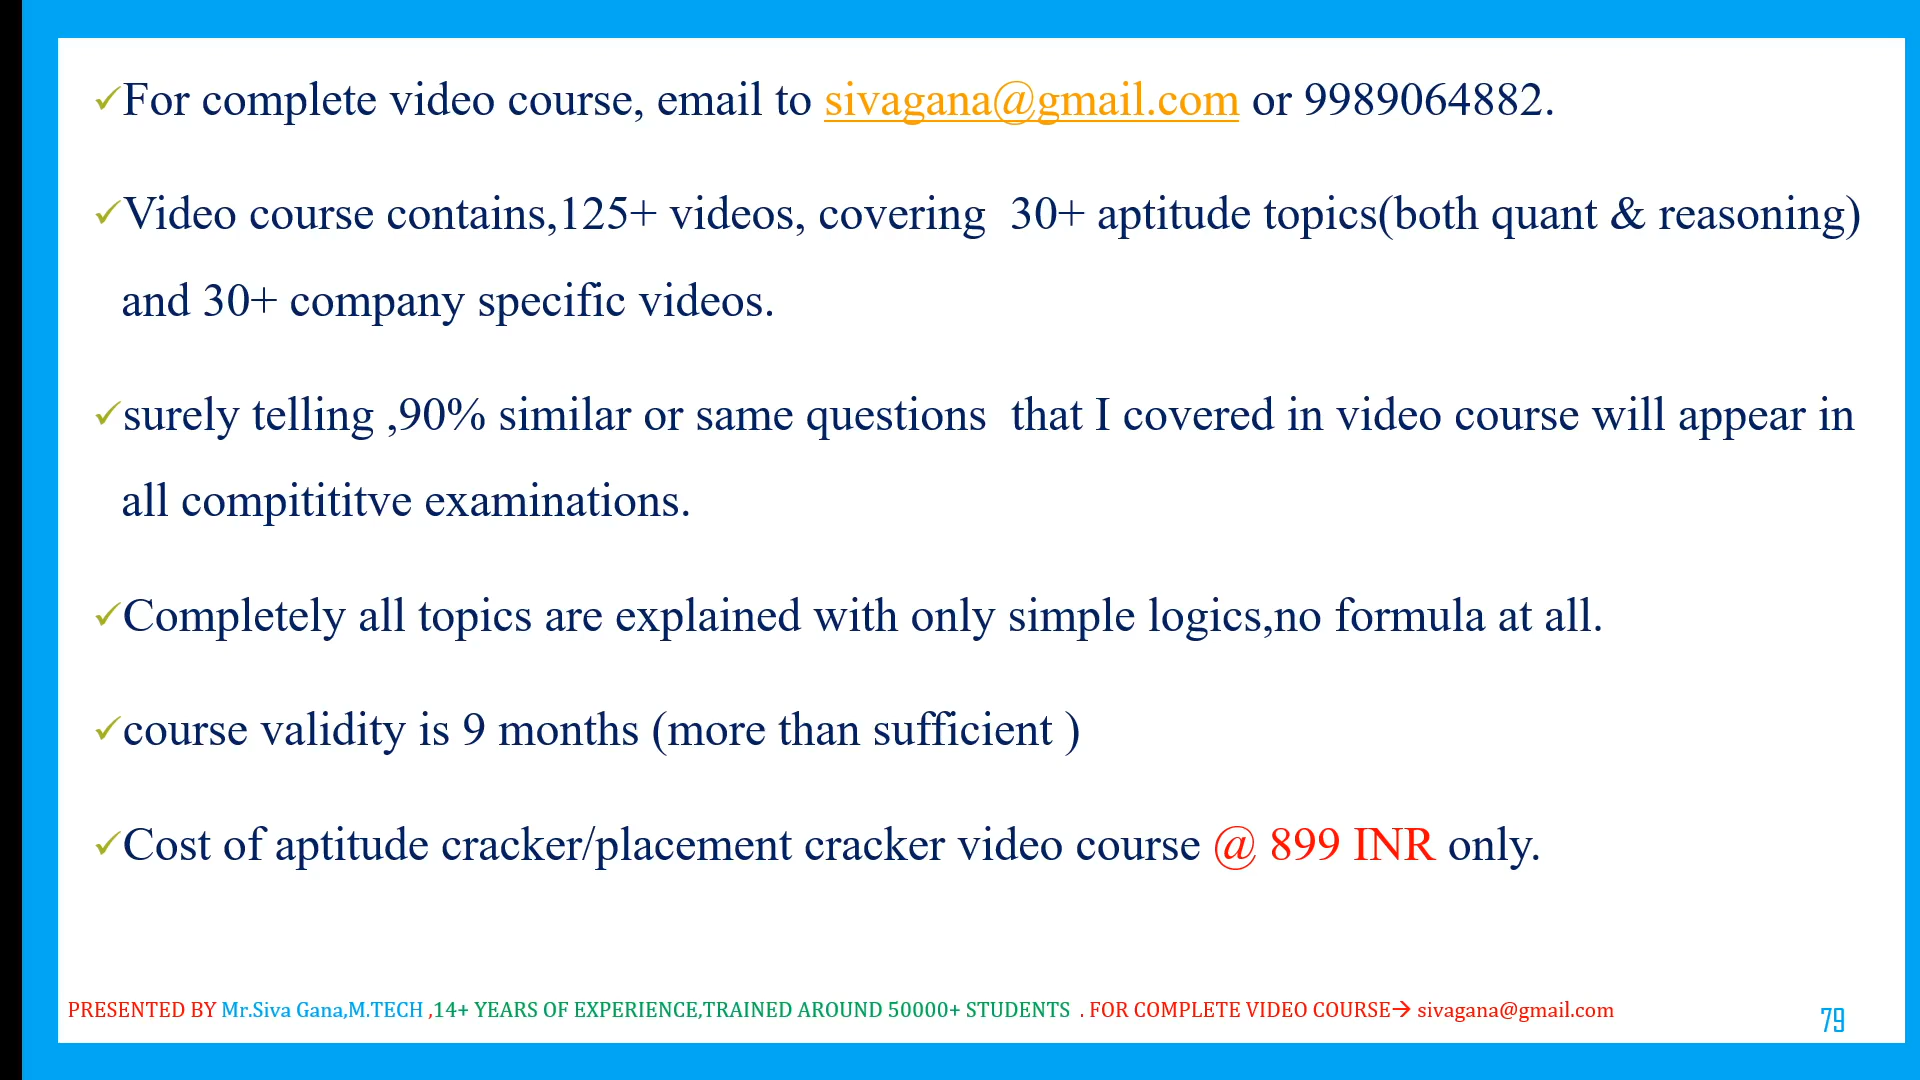 ✓For complete video course, email to sivagana@gmail.com or 9989064882.
✓Video course contains,125+ videos, covering  30+ aptitude topics(both quant & reasoning)
and 30+ company specific videos.
✓surely telling ,90% similar or same questions  that I covered in video course will appear in
all compitititve examinations.
✓Completely all topics are explained with only simple logics,no formula at all.
✓course validity is 9 months (more than sufficient )
✓Cost of aptitude cracker/placement cracker video course @ 899 INR only.
PRESENTED BY Mr.Siva Gana,M.TECH ,14+ YEARS OF EXPERIENCE,TRAINED AROUND 50000+ STUDENTS  . FOR COMPLETE VIDEO COURSE→ sivagana@gmail.com
79